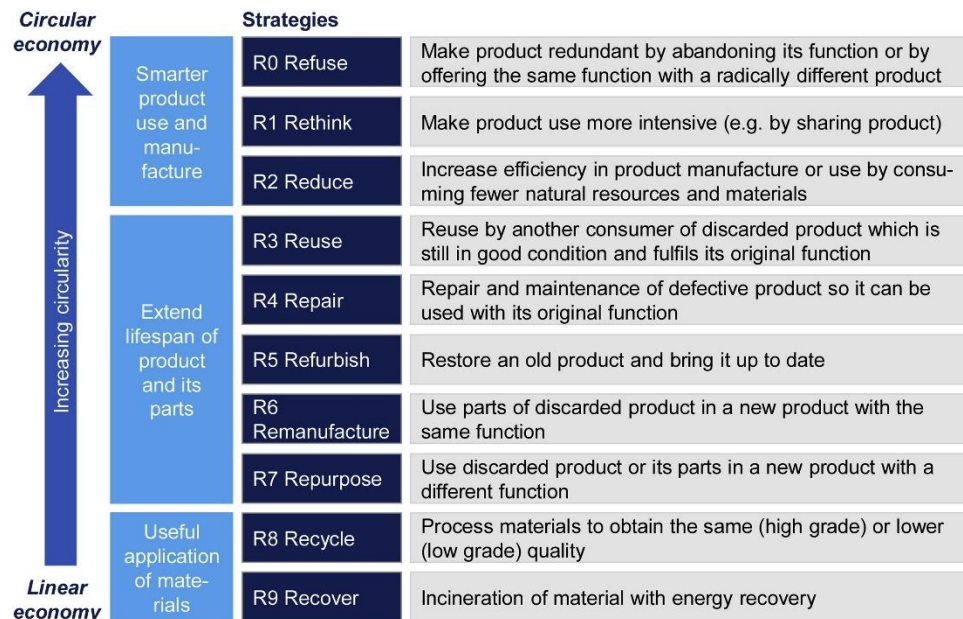 Circular
economy
Strategies
Increasing circularity
Linear
economy
Smarter
product
use and
manu-
facture
R0 Refuse
Make product redundant by abandoning its function or by
offering the same function with a radically different product
R1 Rethink
Make product use more intensive (e.g. by sharing product)
R2 Reduce
Increase efficiency in product manufacture or use by consu-
ming fewer natural resources and materials
Extend
lifespan of
product
and its
parts
R3 Reuse
Reuse by another consumer of discarded product which is
still in good condition and fulfils its original function
R4 Repair
Repair and maintenance of defective product so it can be
used with its original function
R5 Refurbish
Restore an old product and bring it up to date
R6
Remanufacture
Use parts of discarded product in a new product with the
same function
R7 Repurpose
Use discarded product or its parts in a new product with a
different function
Useful
application
of mate-
rials
R8 Recycle
Process materials to obtain the same (high grade) or lower
(low grade) quality
R9 Recover
Incineration of material with energy recovery